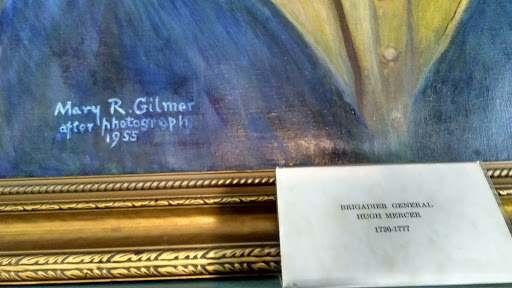 Mary R. Gilmer
after photograph
1955
BRIGADIER GENERAL
HUGH MERCER
1726-1777